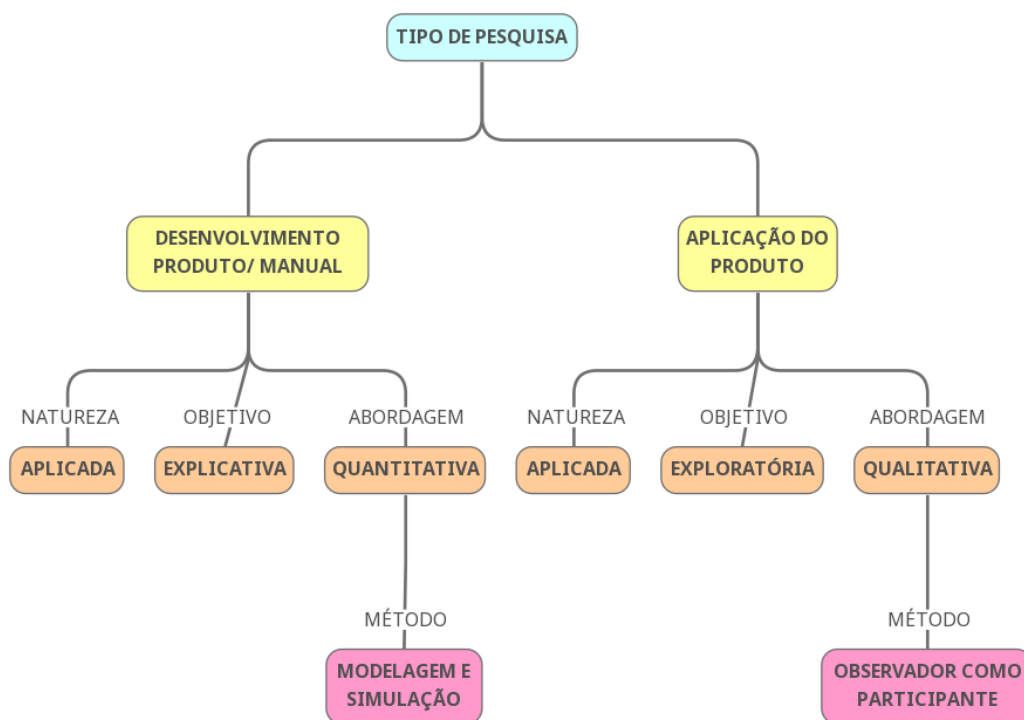 TIPO DE PESQUISA
DESENVOLVIMENTO
PRODUTO/ MANUAL
APLICAÇÃO DO
PRODUTO
NATUREZA
OBJETIVO
ABORDAGEM
NATUREZA
OBJETIVO
ABORDAGEM
APLICADA
EXPLICATIVA
QUANTITATIVA
APLICADA
EXPLORATÓRIA
QUALITATIVA
MÉTODO
MÉTODO
MODELAGEM E
SIMULAÇÃO
OBSERVADOR COMO
PARTICIPANTE